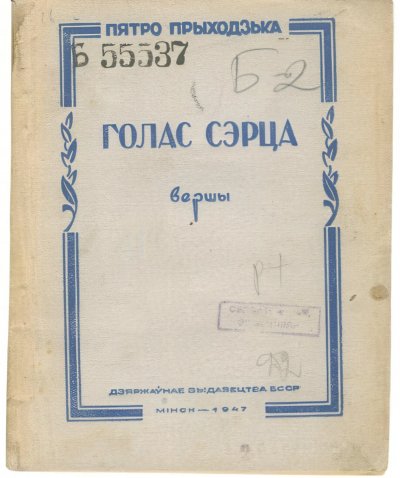 ПЯТРО ПРЫХОДЗЬКА
Б 55537
Б-2
ГОЛАС СЭРЦА
вершы
ДЗЯРЖАЎНАЕ ВЫДАВЕЦТВА БССР
МІНСК — 1947